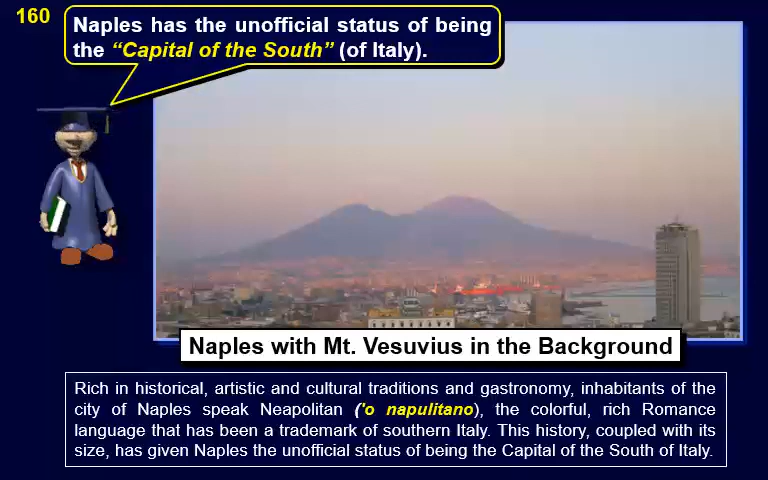 160
Naples has the unofficial status of being
the “Capital of the South” (of Italy).
Naples with Mt. Vesuvius in the Background
Rich in historical, artistic and cultural traditions and gastronomy, inhabitants of the
city of Naples speak Neapolitan ('o napulitano), the colorful, rich Romance
language that has been a trademark of southern Italy. This history, coupled with its
size, has given Naples the unofficial status of being the Capital of the South of Italy.